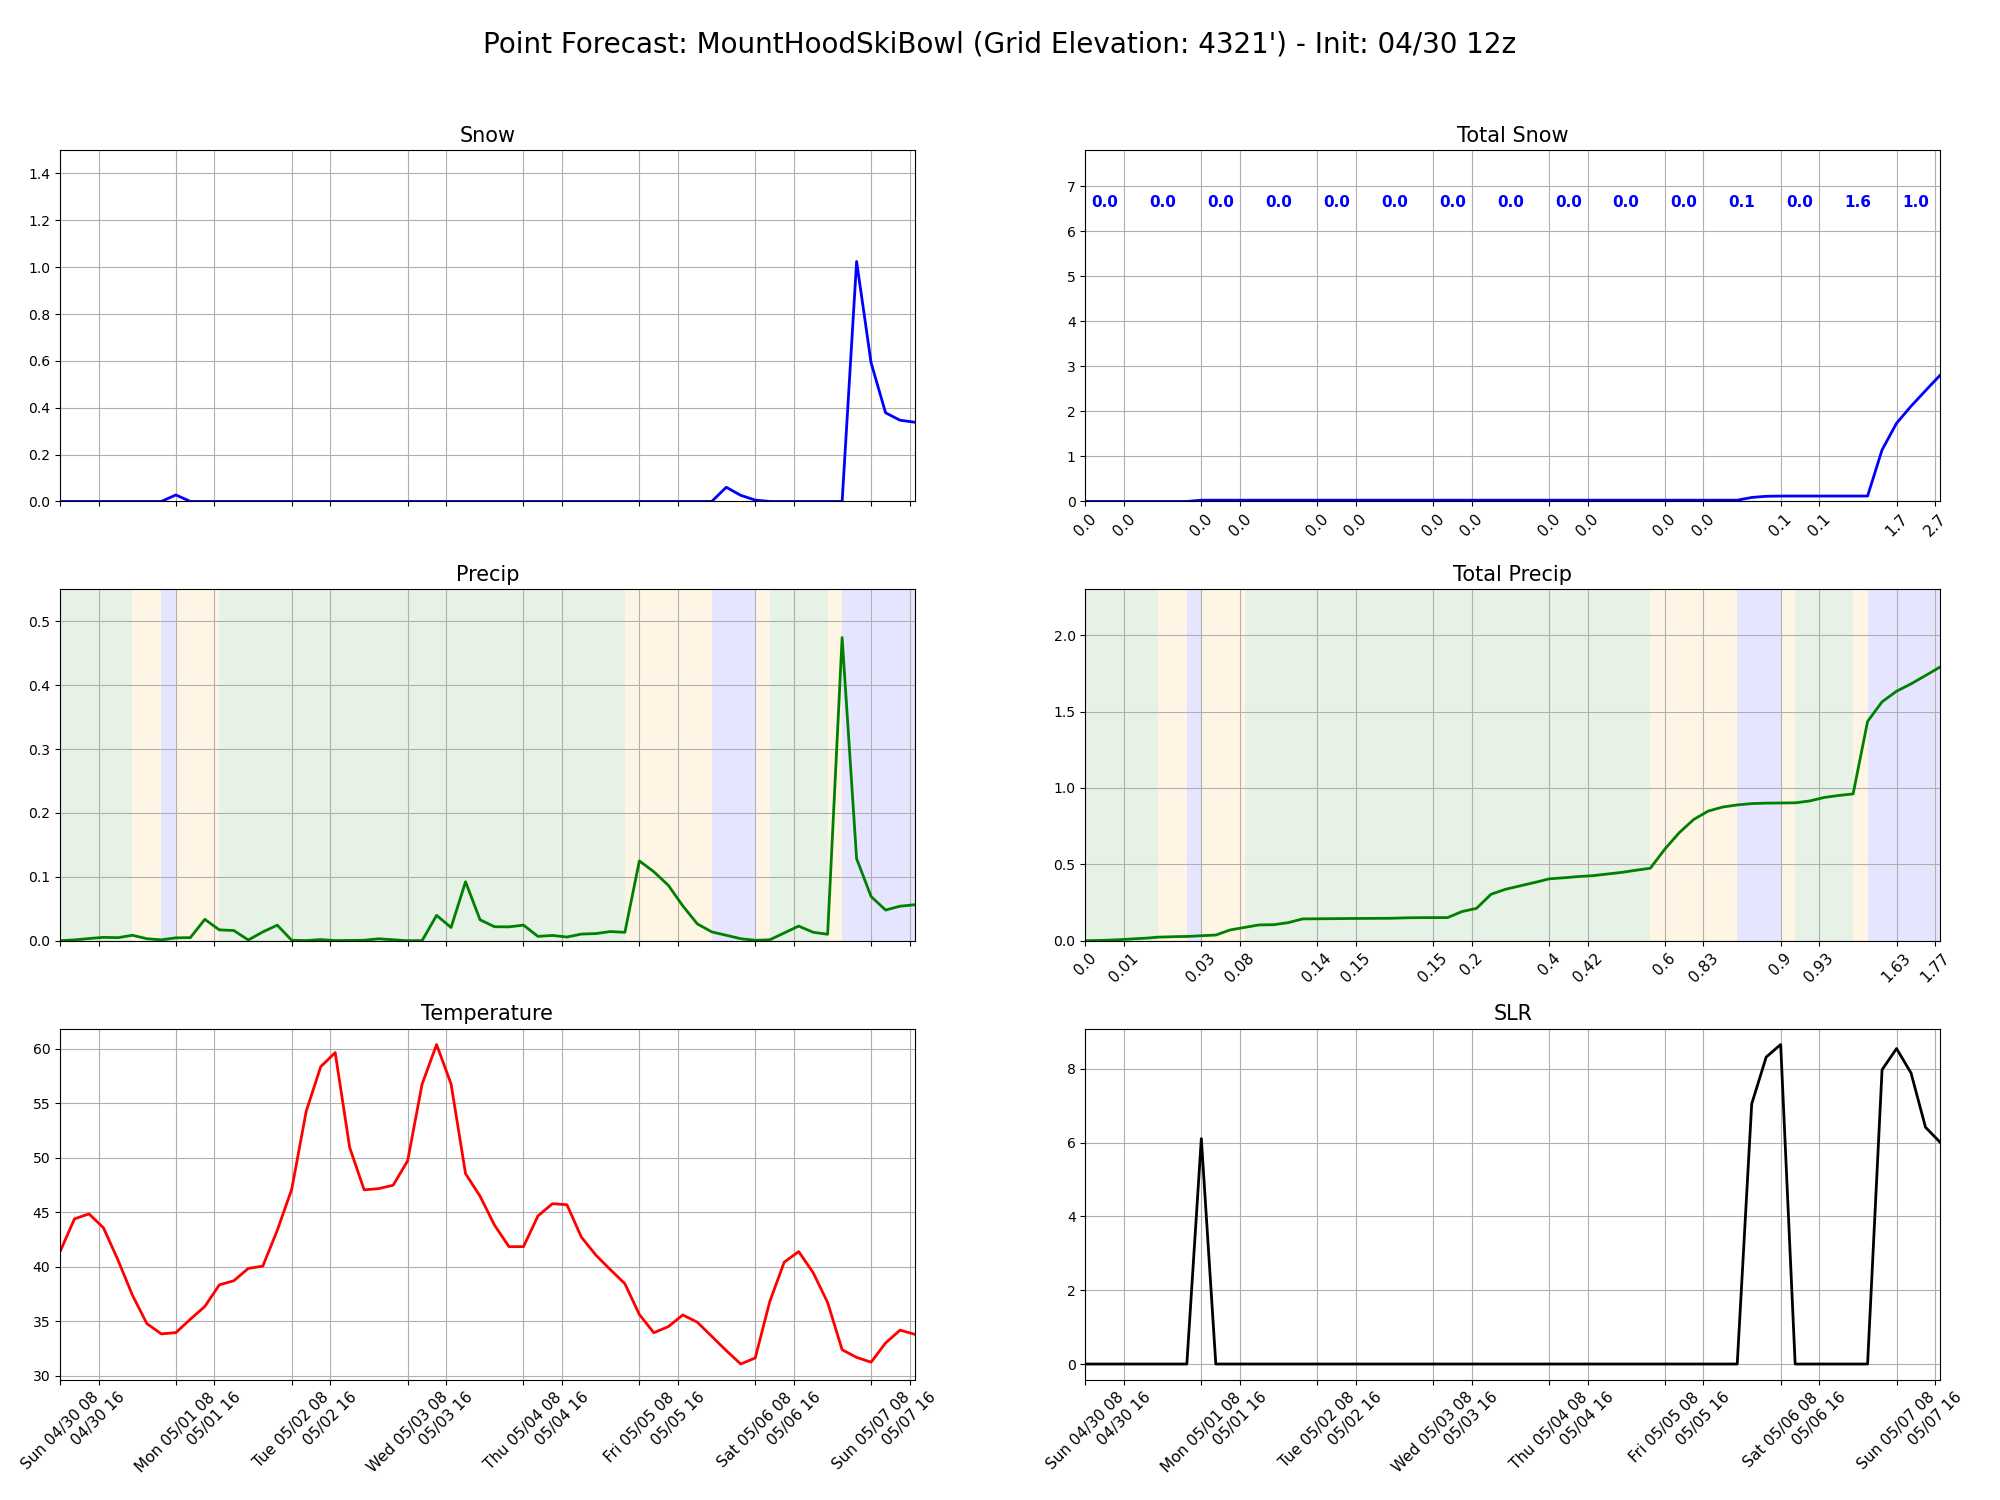 Point Forecast: MountHoodSkiBowl (Grid Elevation: 4321') - Init: 04/30 12z
Snow
1.4
1.2
1.0
0.8
0.6
0.4
0.2
0.0
Total Snow
7
6
5
4
3
2
1
0
0.0 0.0 0.0 0.0 0.0 0.0 0.0 0.0 0.0 0.0 0.0 0.1 0.0 1.6 1.0
0.0 0.0 0.0 0.0 0.0 0.0 0.0 0.0 0.0 0.0 0.0 0.0 0.1 0.1 1.7 2.7
Precip
0.5
0.4
0.3
0.2
0.1
0.0
Total Precip
2.0
1.5
1.0
0.5
0.0
0.0 0.01 0.03 0.08 0.14 0.15 0.15 0.2 0.4 0.42 0.6 0.83 0.9 0.93 1.63 1.77
Temperature
60
55
50
45
40
35
30
Sun 04/30 08
04/30 16
Mon 05/01 08
05/01 16
Tue 05/02 08
05/02 16
Wed 05/03 08
05/03 16
Thu 05/04 08
05/04 16
Fri 05/05 08
05/05 16
Sat 05/06 08
05/06 16
Sun 05/07 08
05/07 16
SLR
8
6
4
2
0
Sun 04/30 08
04/30 16
Mon 05/01 08
05/01 16
Tue 05/02 08
05/02 16
Wed 05/03 08
05/03 16
Thu 05/04 08
05/04 16
Fri 05/05 08
05/05 16
Sat 05/06 08
05/06 16
Sun 05/07 08
05/07 16